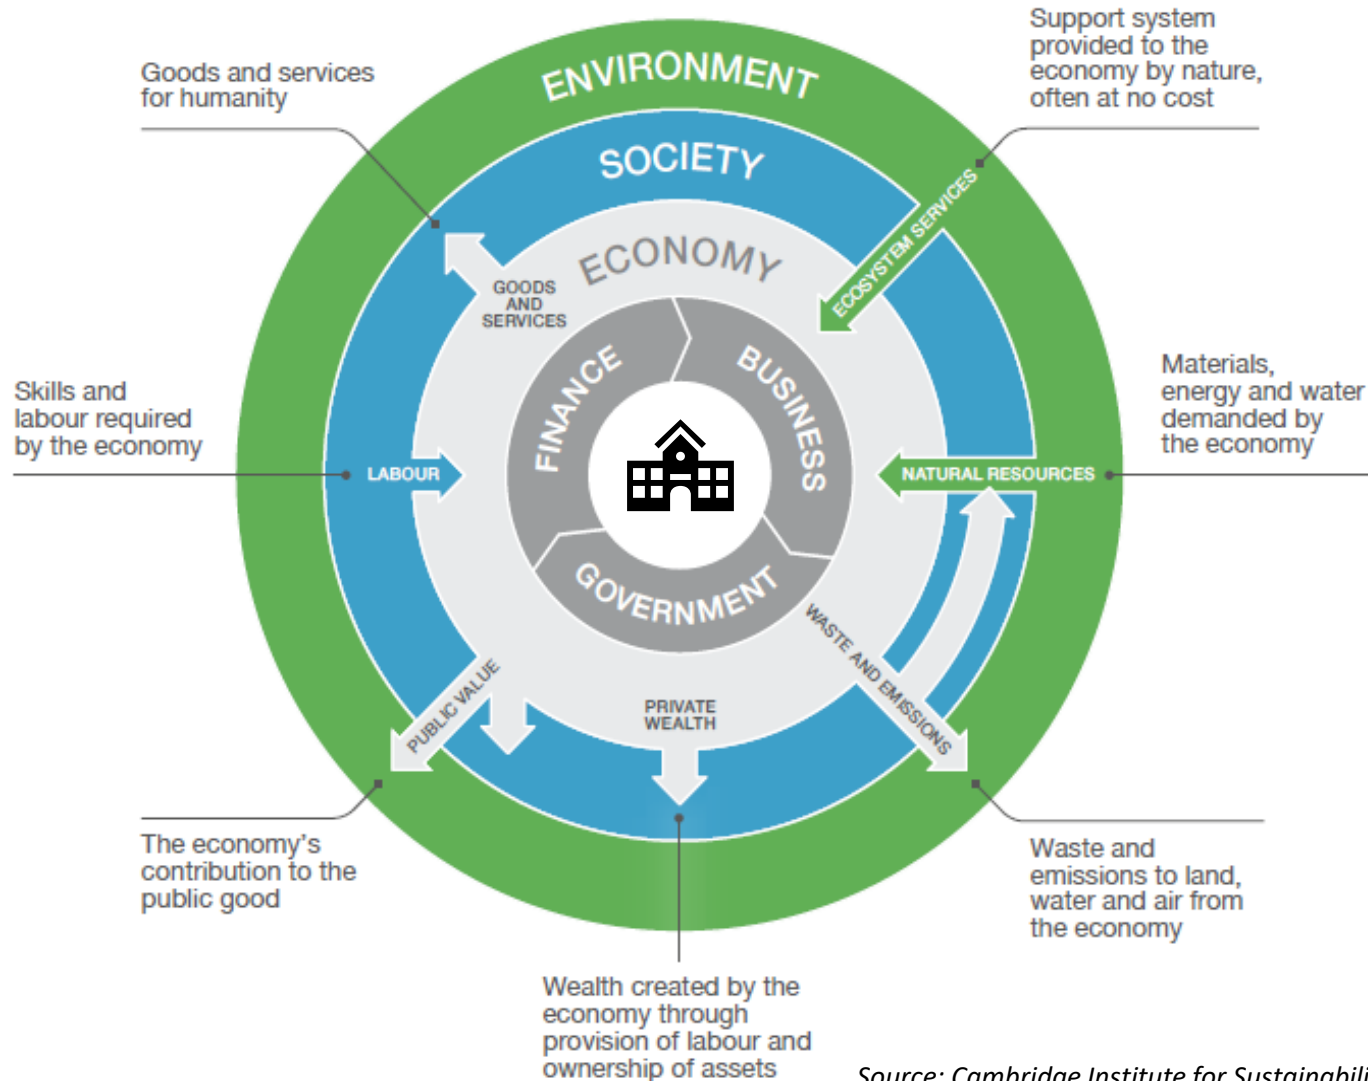 Support system
provided to the
economy by nature,
often at no cost
Goods and services
for humanity
ENVIRONMENT
SOCIETY
ECONOMY
ECOSYSTEM SERVICES
GOODS
AND
SERVICES
FINANCE
BUSINESS
GOVERNMENT
Materials,
energy and water
demanded by
the economy
Skills and
labour required
by the economy
LABOUR
NATURAL RESOURCES
WASTE AND EMISSIONS
PUBLIC VALUE
PRIVATE
WEALTH
The economy's
contribution to the
public good
Waste and
emissions to land,
water and air from
the economy
Wealth created by the
economy through
provision of labour and
ownership of assets
Source: Cambridge Institute for